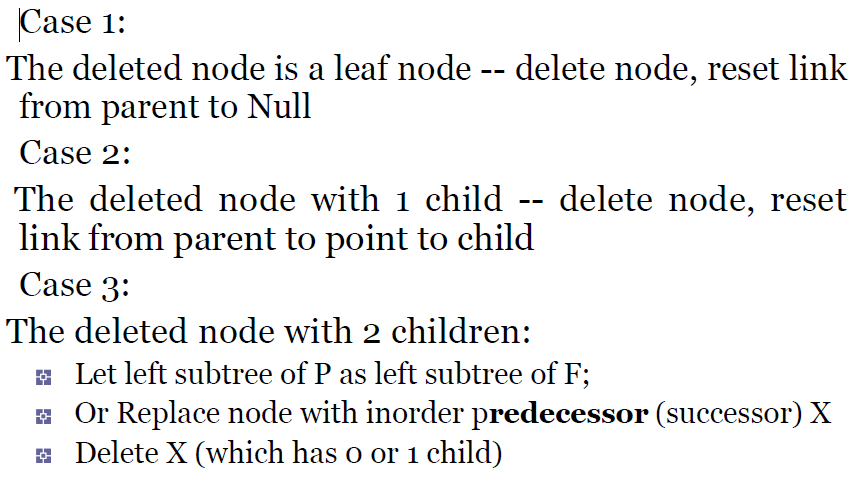 Case 1:
The deleted node is a leaf node -- delete node, reset link
from parent to Null
Case 2:
The deleted node with 1 child -- delete node, reset
link from parent to point to child
Case 3:
The deleted node with 2 children:
Let left subtree of P as left subtree of F;
Or Replace node with inorder predecessor (successor) X
Delete X (which has 0 or 1 child)